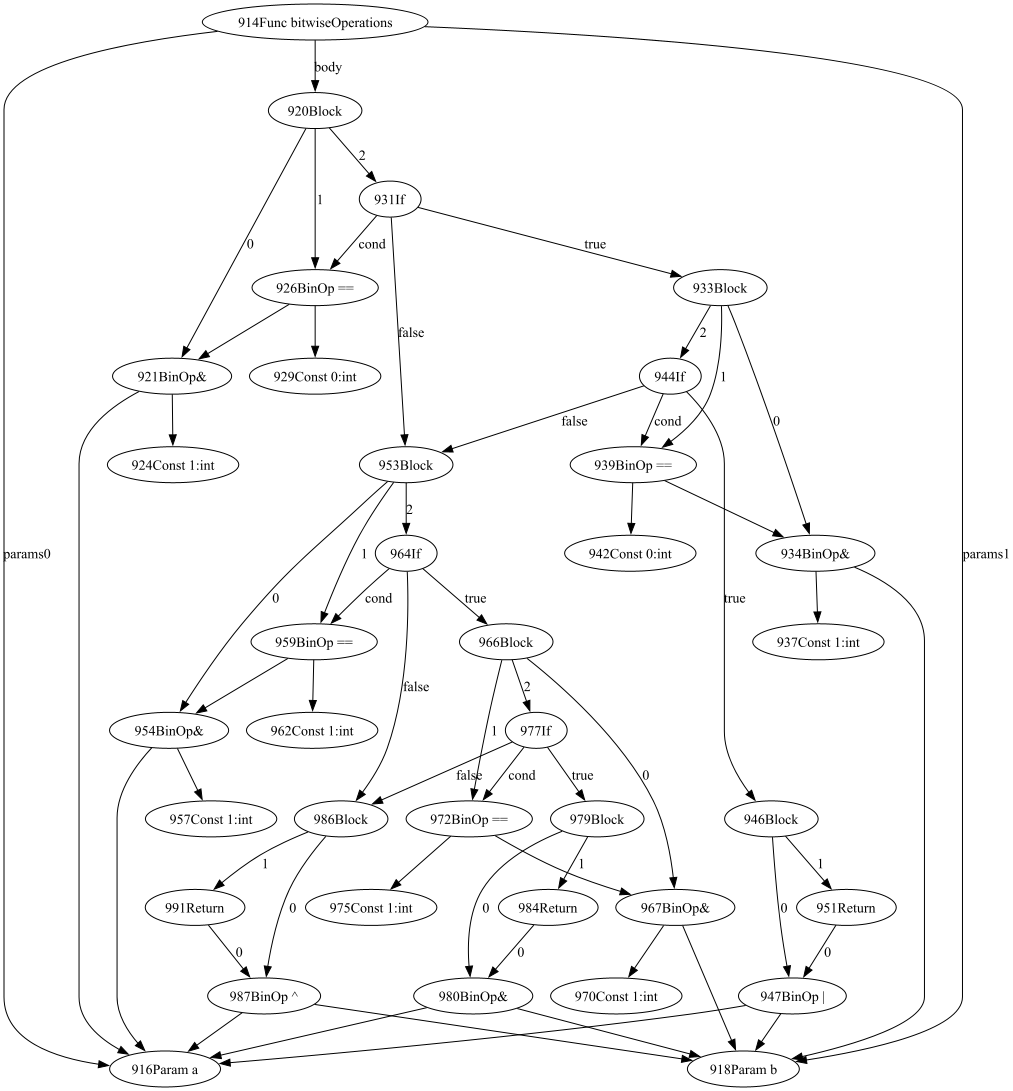 914Func bitwiseOperations
body
920Block
2
931If
0
1
cond
true
926BinOp ==
933Block
false
2
921BinOp&
929Const 0:int
944If
1
false
cond
0
924Const 1:int
953Block
939BinOp ==
2
params0
1
964If
942Const 0:int
934BinOp&
params1
0
cond
true
true
959BinOp ==
966Block
937Const 1:int
false
2
954BinOp&
962Const 1:int
1
977If
false
cond
true
0
957Const 1:int
986Block
972BinOp ==
979Block
946Block
1
1
1
991Return
0
975Const 1:int
0
984Return
967BinOp&
0
951Return
0
0
0
987BinOp ^
980BinOp&
970Const 1:int
947BinOp |
916Param a
918Param b